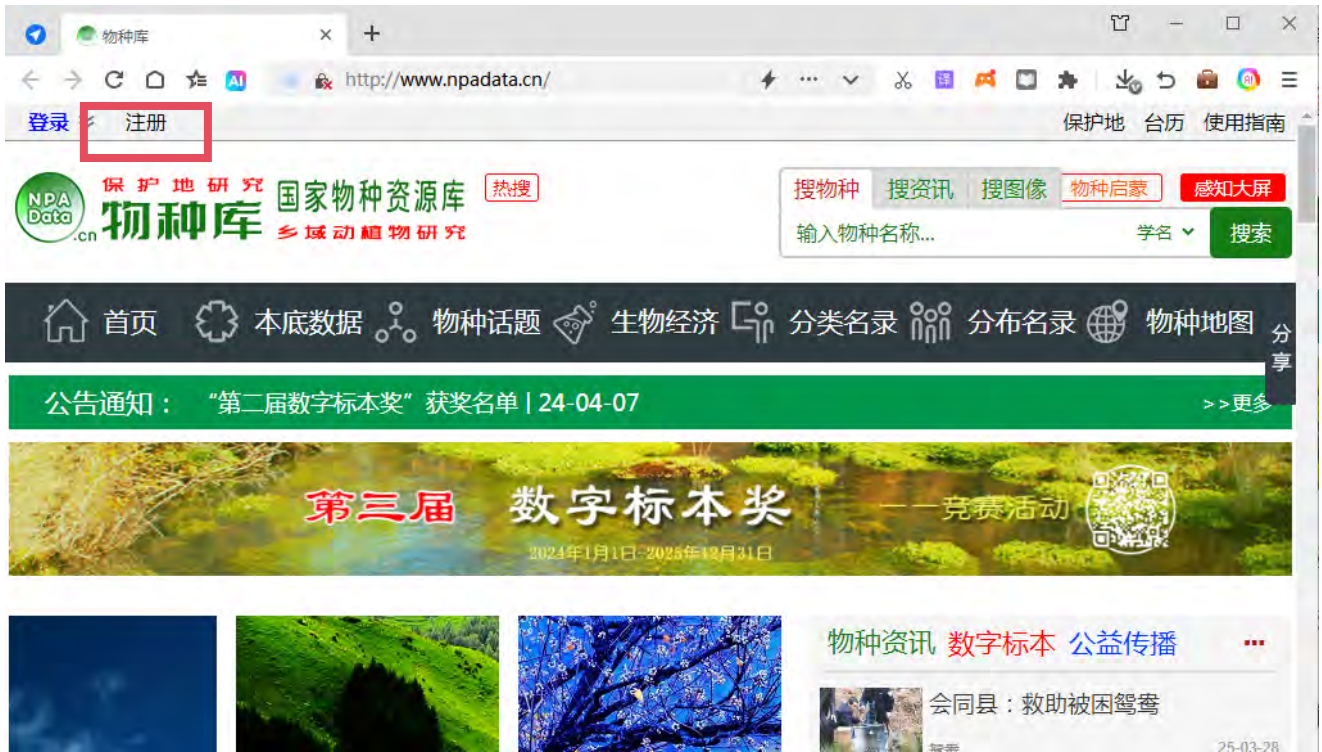 物种库
http://www.npadata.cn/
登录 注册 保护地 台历 使用指南
NPA Data .cn
保护地研究
物种库
国家物种资源库
乡域动植物研究
热搜
搜物种 搜资讯 搜图像 物种启蒙 感知大屏
输入物种名称... 学名 搜索
首页 本底数据 物种话题 生物经济 分类名录 分布名录 物种地图
分享
公告通知： “第二届数字标本奖”获奖名单 | 24-04-07 >>更多
第三届 数字标本奖 ——竞赛活动
2024年1月1日-2025年12月31日
物种资讯 数字标本 公益传播 ...
会同县：救助被困鸳鸯
鸳鸯 25-03-28